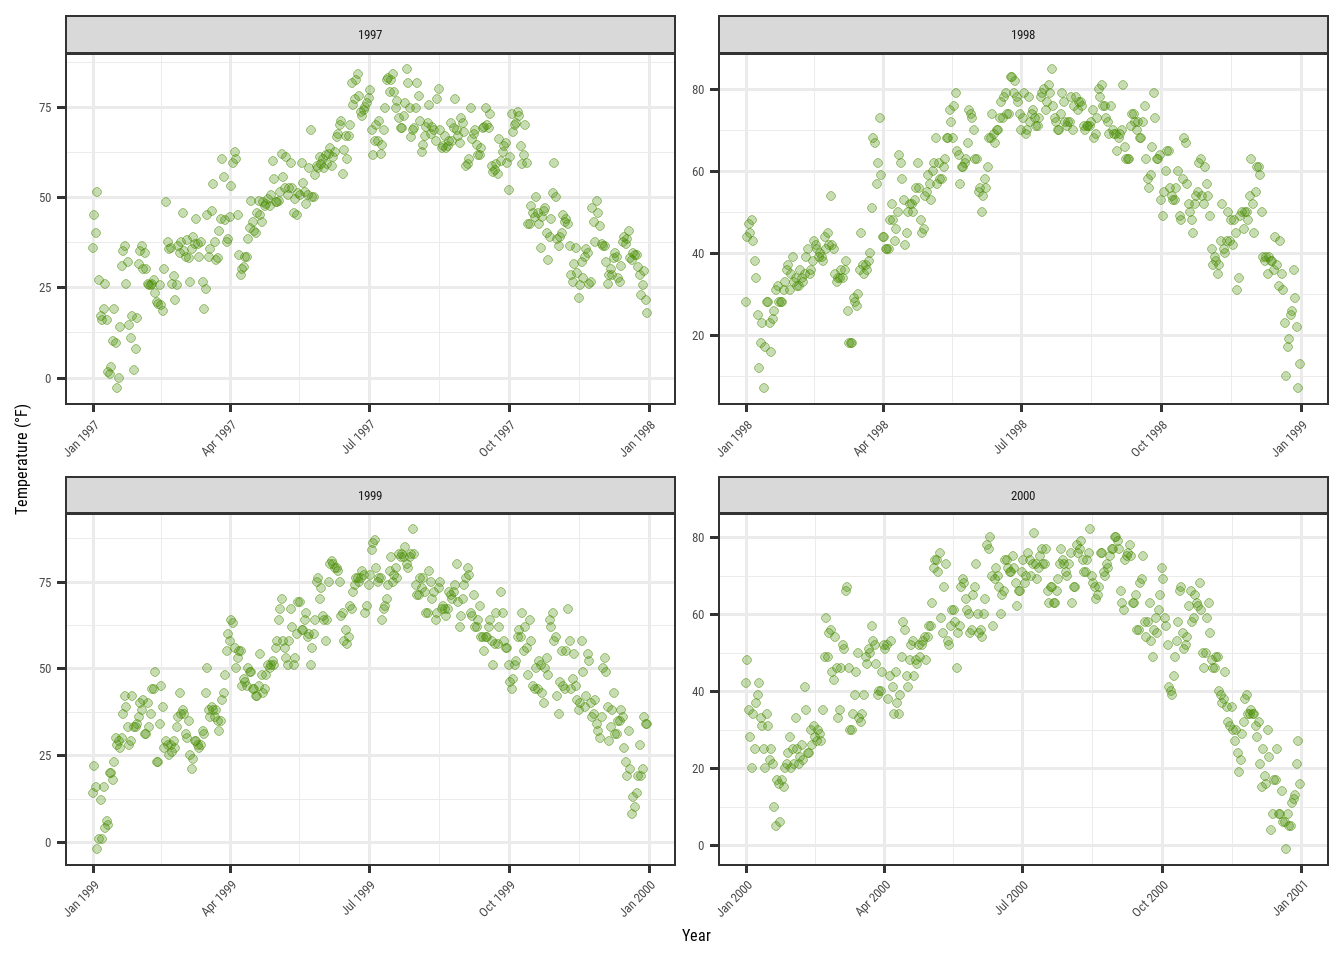 1997
1998
75
50
25
0
80
60
40
20
Jan 1997
Apr 1997
Jul 1997
Oct 1997
Jan 1998
Jan 1998
Apr 1998
Jul 1998
Oct 1998
Jan 1999
Temperature (°F)
1999
2000
75
50
25
0
80
60
40
20
0
Jan 1999
Apr 1999
Jul 1999
Oct 1999
Jan 2000
Jan 2000
Apr 2000
Jul 2000
Oct 2000
Jan 2001
Year